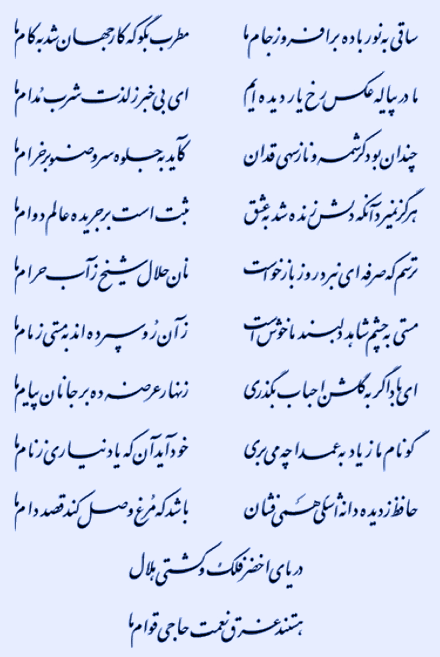 ساقی به نور باده برافروز جام ما
مطرب بگو که کار جهان شد به کام ما
ما در پیاله عکس رخ یار دیده‌ایم
ای بی‌خبر ز لذت شرب مدام ما
چندان بود کرشمه و ناز سهی قدان
کآید به جلوه سرو صنوبرخرام ما
هرگز نمیرد آنکه دلش زنده شد به عشق
ثبت است بر جریده عالم دوام ما
ترسم که صرفه‌ای نبرد روز بازخواست
نان حلال شیخ ز آب حرام ما
مستی به چشم شاهد دلبند ما خوش است
زآن رو سپرده‌اند به مستی زمام ما
ای باد اگر به گلشن احباب بگذری
زنهار عرضه ده بر جانان پیام ما
گو نام ما ز یاد به عمدا چه می‌بری
خود آید آن که یاد نیاری ز نام ما
حافظ ز دیده دانه اشکی همی فشان
باشد که مرغ وصل کند قصد دام ما
دریای اخضر فلک و کشتی هلال
هستند غرق نعمت حاجی قوام ما